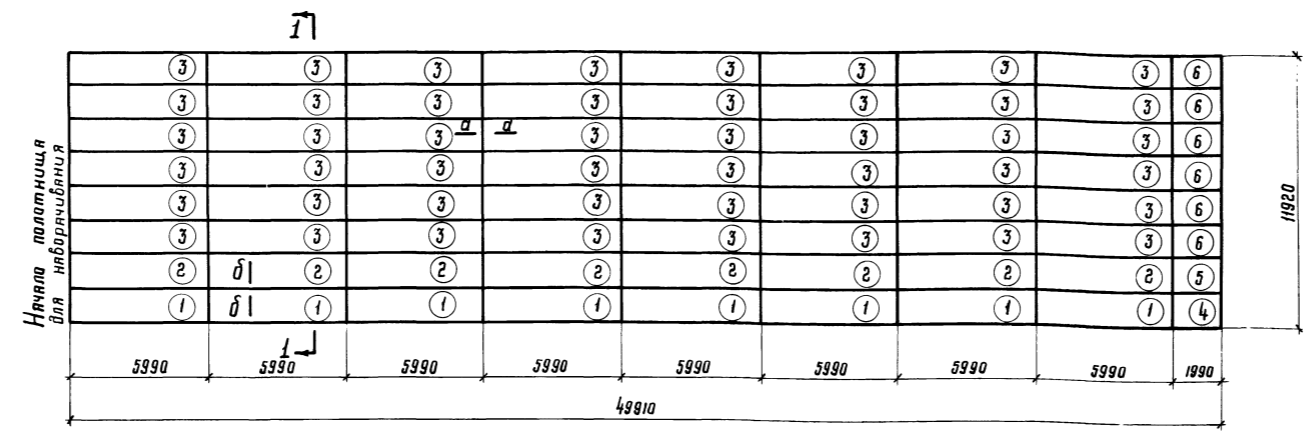 1
3 3 3 3 3 3 3 3 6
3 3 3 3 3 3 3 3 6
3 3 3 а а 3 3 3 3 3 6
3 3 3 3 3 3 3 3 6
3 3 3 3 3 3 3 3 6
3 3 3 3 3 3 3 3 6
2 б 2 2 2 2 2 2 2 5
1 б 1 1 1 1 1 1 1 4
Начало полотнища
для наворачивания
11920
1
5990 5990 5990 5990 5990 5990 5990 5990 1990
49910